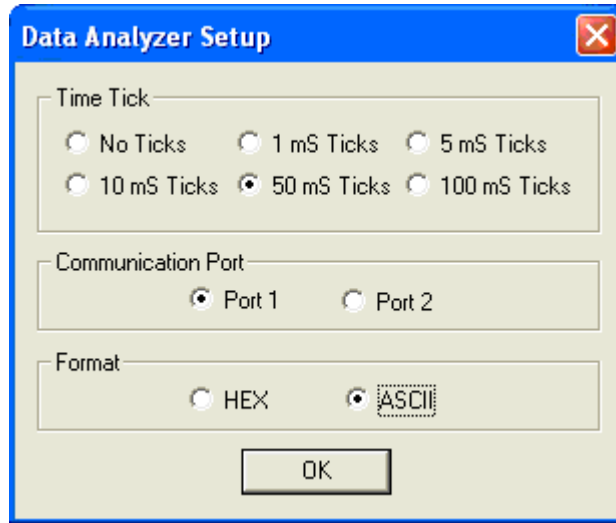 Data Analyzer Setup
Time Tick
No Ticks 1 mS Ticks 5 mS Ticks
10 mS Ticks 50 mS Ticks 100 mS Ticks
Communication Port
Port 1 Port 2
Format
HEX ASCII
OK